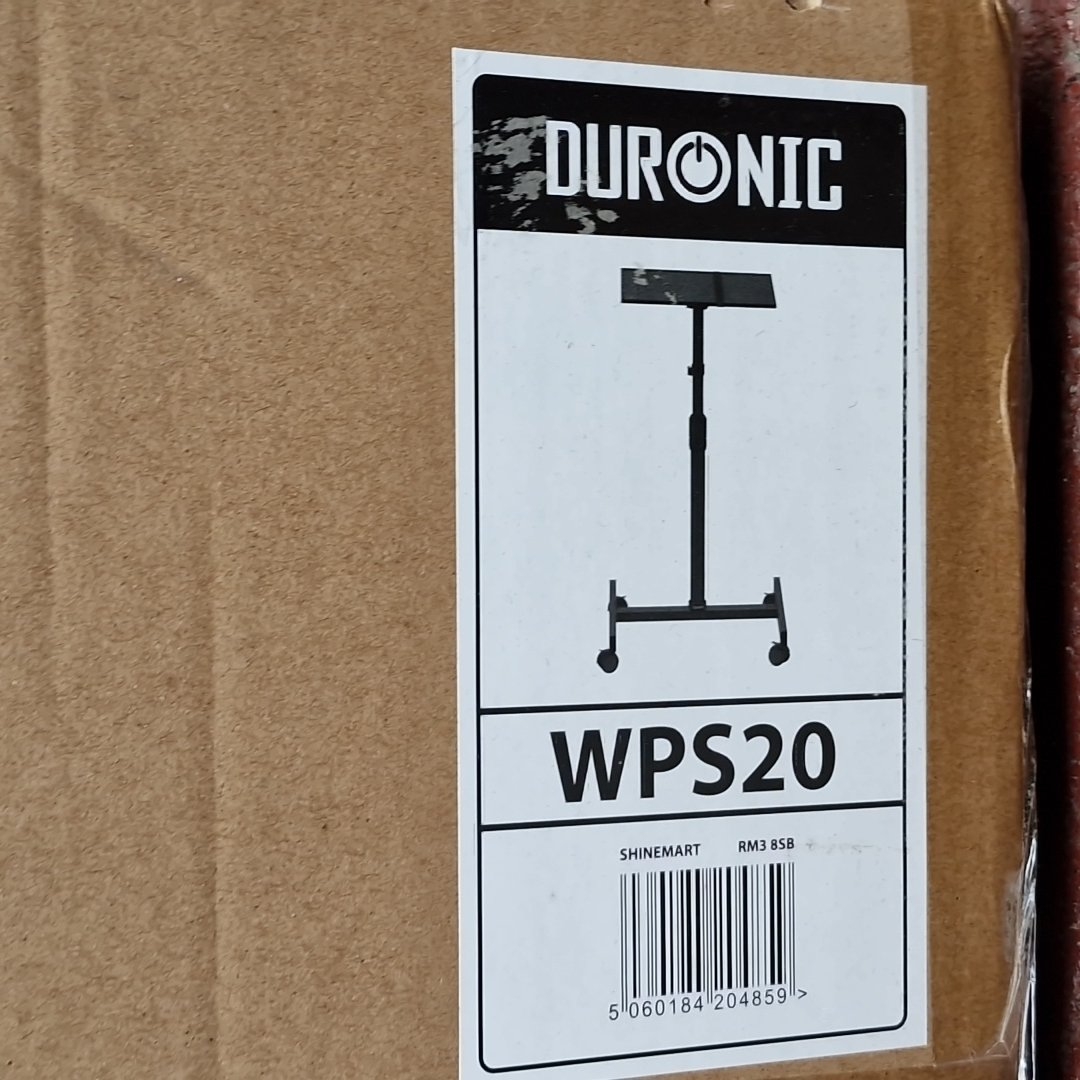 DURONIC
WPS20
SHINEMART RM3 8SB
5 060184 204859 >